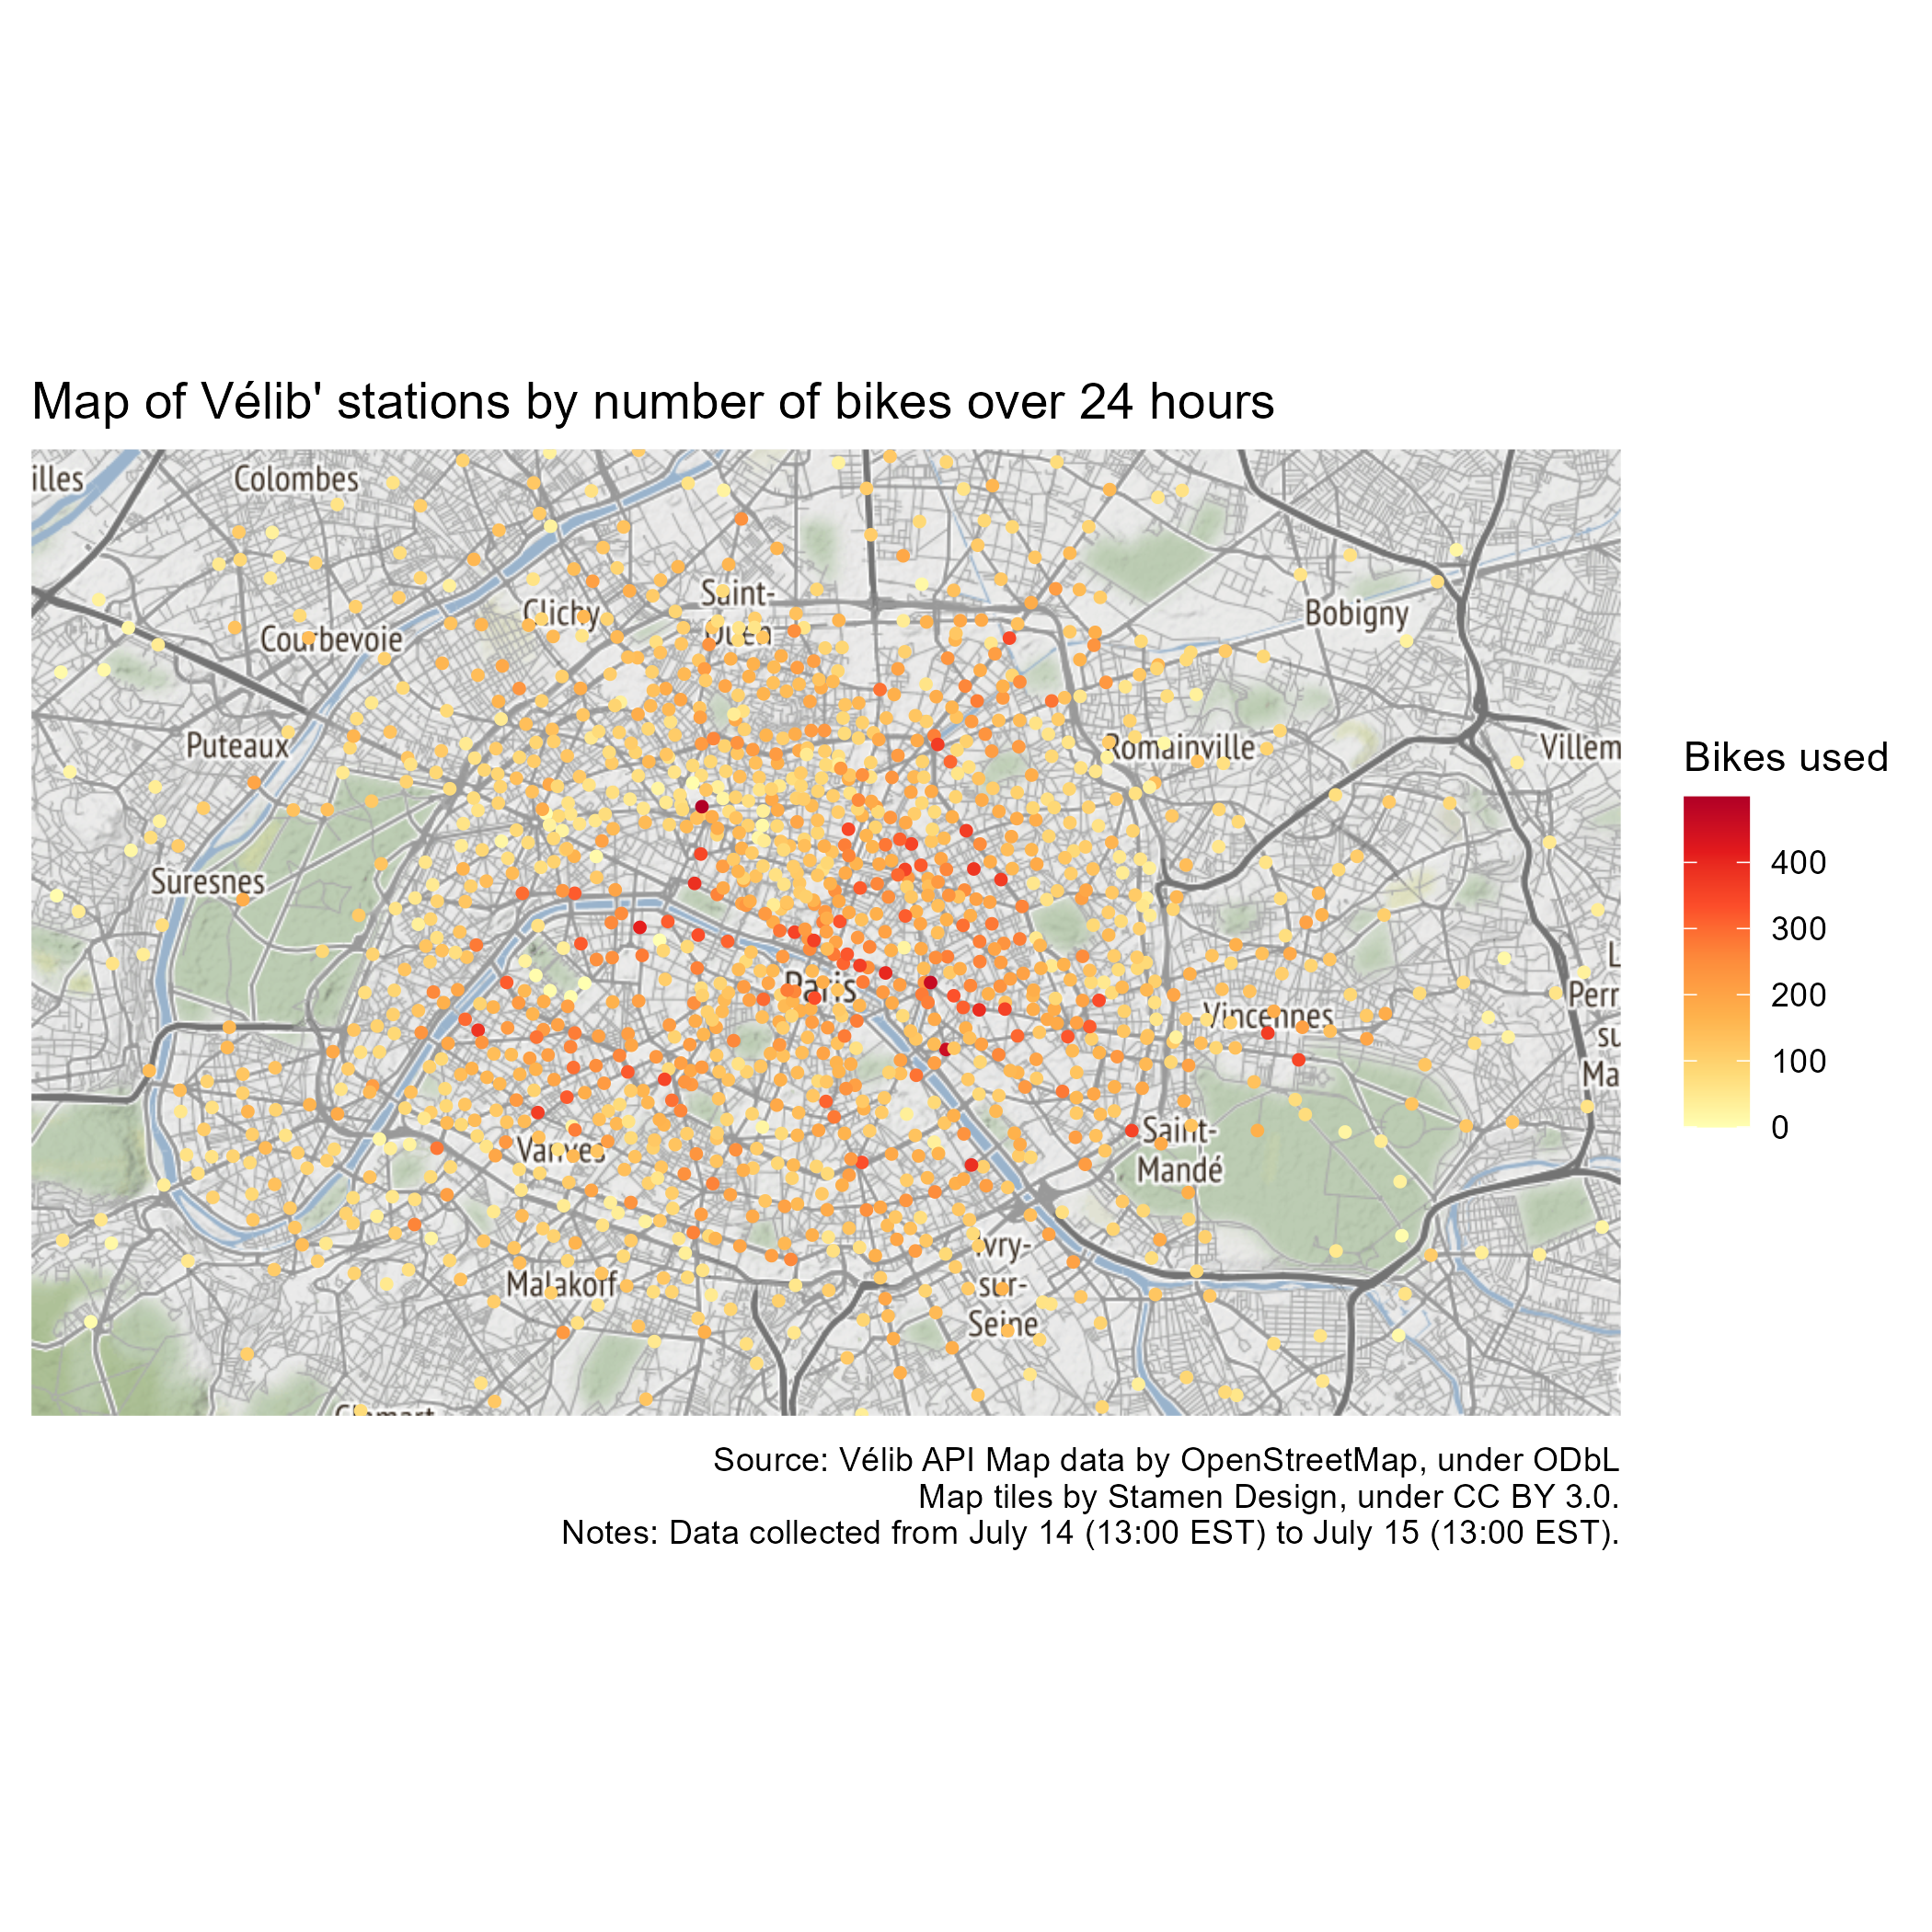 Map of Vélib' stations by number of bikes over 24 hours
illes
Colombes
Saint-
Ouen
Clichy
Bobigny
Courbevoie
Puteaux
Romainville
Villem
Suresnes
L
Paris
Perr
Vincennes
su
Ma
Saint-
Mandé
Vanves
Ivry-
sur-
Seine
Malakoff
Clamart
Bikes used
400
300
200
100
0
Source: Vélib API Map data by OpenStreetMap, under ODbL
Map tiles by Stamen Design, under CC BY 3.0.
Notes: Data collected from July 14 (13:00 EST) to July 15 (13:00 EST).